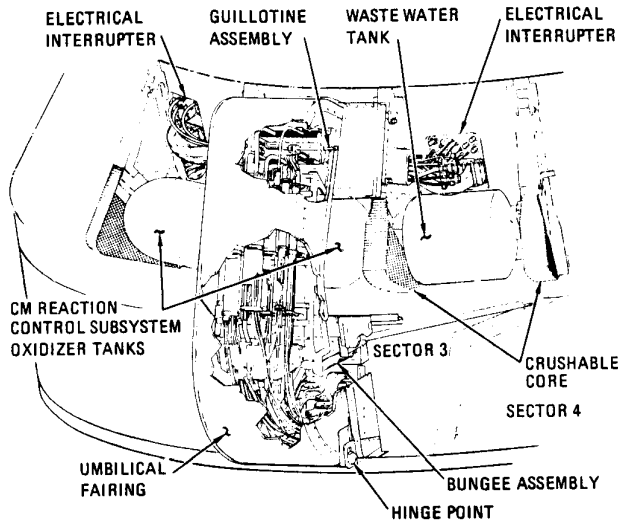 ELECTRICAL
INTERRUPTER
GUILLOTINE
ASSEMBLY
WASTE WATER
TANK
ELECTRICAL
INTERRUPTER
CM REACTION
CONTROL SUBSYSTEM
OXIDIZER TANKS
SECTOR 3
CRUSHABLE
CORE
SECTOR 4
UMBILICAL
FAIRING
BUNGEE ASSEMBLY
HINGE POINT